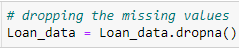 # dropping the missing values
Loan_data = Loan_data.dropna()